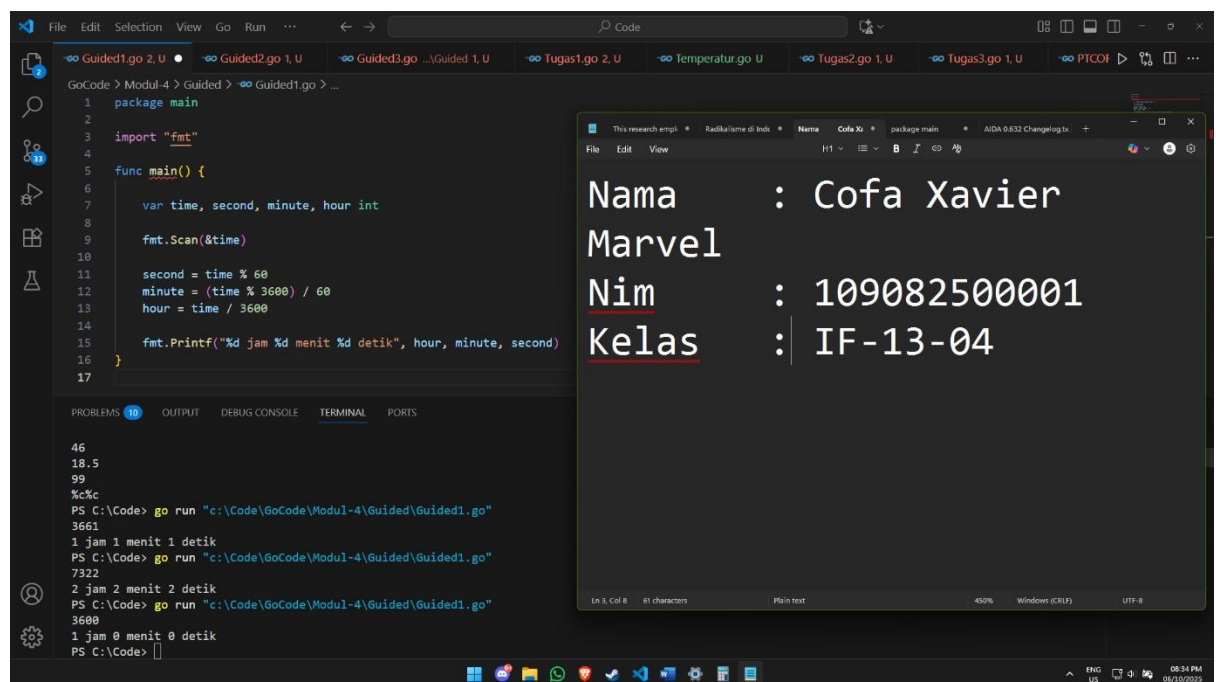 File Edit Selection View Go Run ... Code
Guided1.go 2, U Guided2.go 1, U Guided3.go ...\Guided 1, U Tugas1.go 2, U Temperatur.go U Tugas2.go 1, U Tugas3.go 1, U
GoCode > Modul-4 > Guided > Guided1.go > ...
1 package main
2
3 import "fmt"
4
5 func main() {
6
7 var time, second, minute, hour int
8
9 fmt.Scan(&time)
10
11 second = time % 60
12 minute = (time % 3600) / 60
13 hour = time / 3600
14
15 fmt.Printf("%d jam %d menit %d detik", hour, minute, second)
16 }
17
2
33
PROBLEMS 10 OUTPUT DEBUG CONSOLE TERMINAL PORTS
46
18.5
99
%c%c
PS C:\Code> go run "c:\Code\GoCode\Modul-4\Guided\Guided1.go"
3661
1 jam 1 menit 1 detik
PS C:\Code> go run "c:\Code\GoCode\Modul-4\Guided\Guided1.go"
7322
2 jam 2 menit 2 detik
PS C:\Code> go run "c:\Code\GoCode\Modul-4\Guided\Guided1.go"
3600
1 jam 0 menit 0 detik
PS C:\Code>
This research empl Radikalisme di Ind Nama Cofa X package main AIDA 0.632 Changelog.tx +
File Edit View H1 B I
Nama : Cofa Xavier
Marvel
Nim : 109082500001
Kelas : IF-13-04
Ln 3, Col 8 61 characters Plain text 450% Windows (CRLF) UTF-8
ENG
US
08:34 PM
06/10/2025